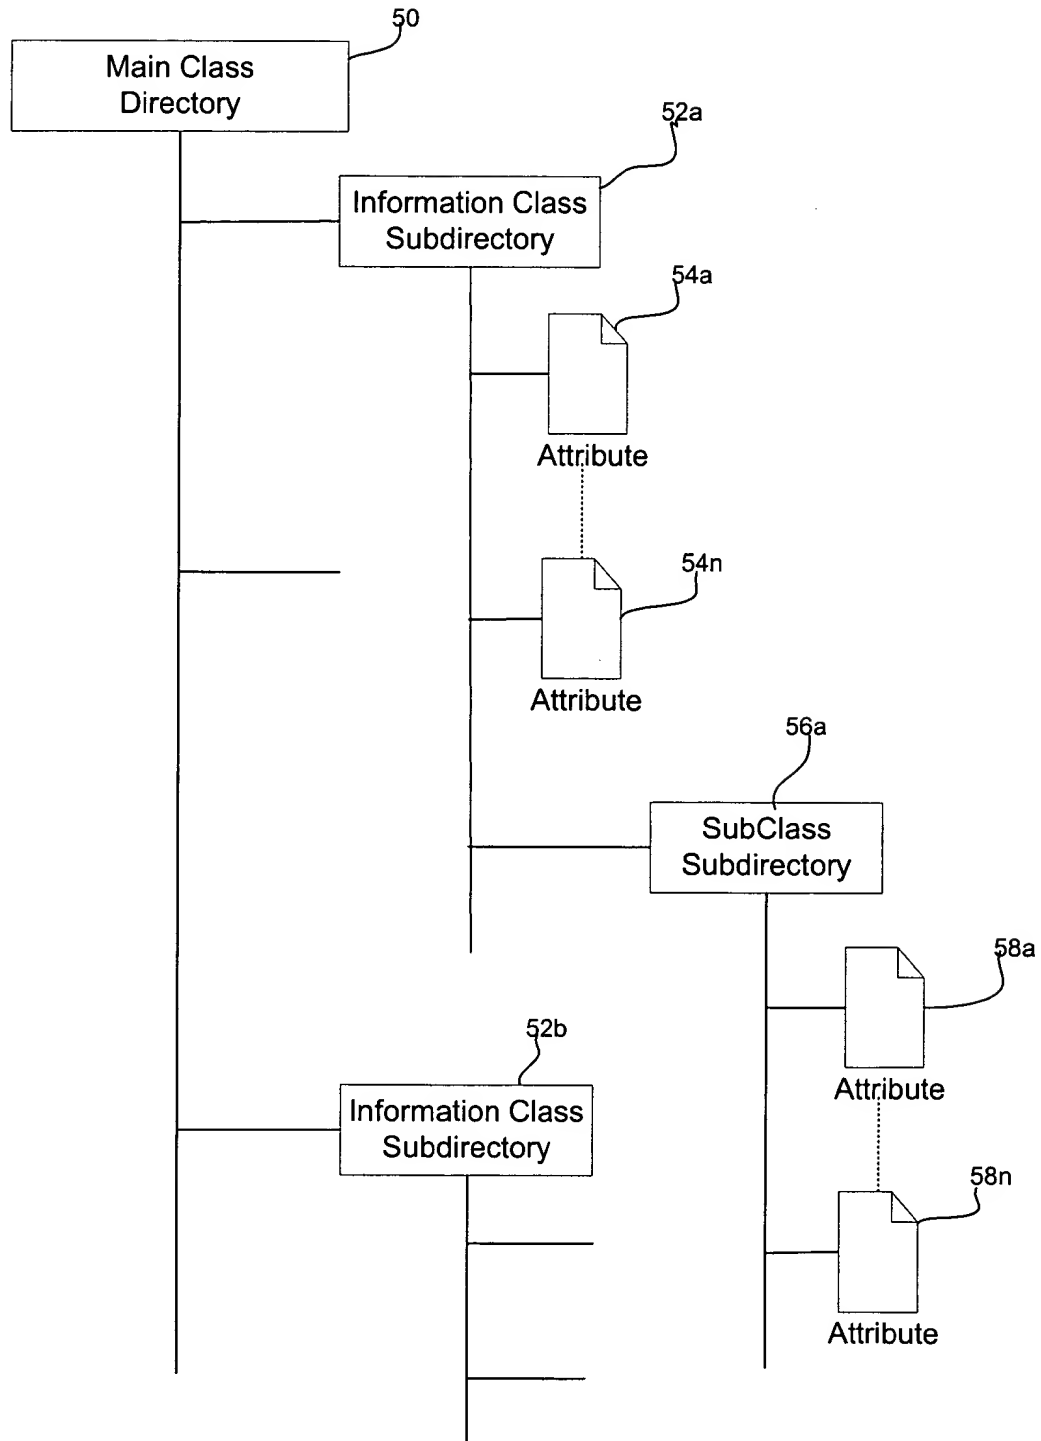 50
Main Class
Directory
52a
Information Class
Subdirectory
54a
Attribute
54n
Attribute
56a
SubClass
Subdirectory
58a
Attribute
52b
Information Class
Subdirectory
58n
Attribute